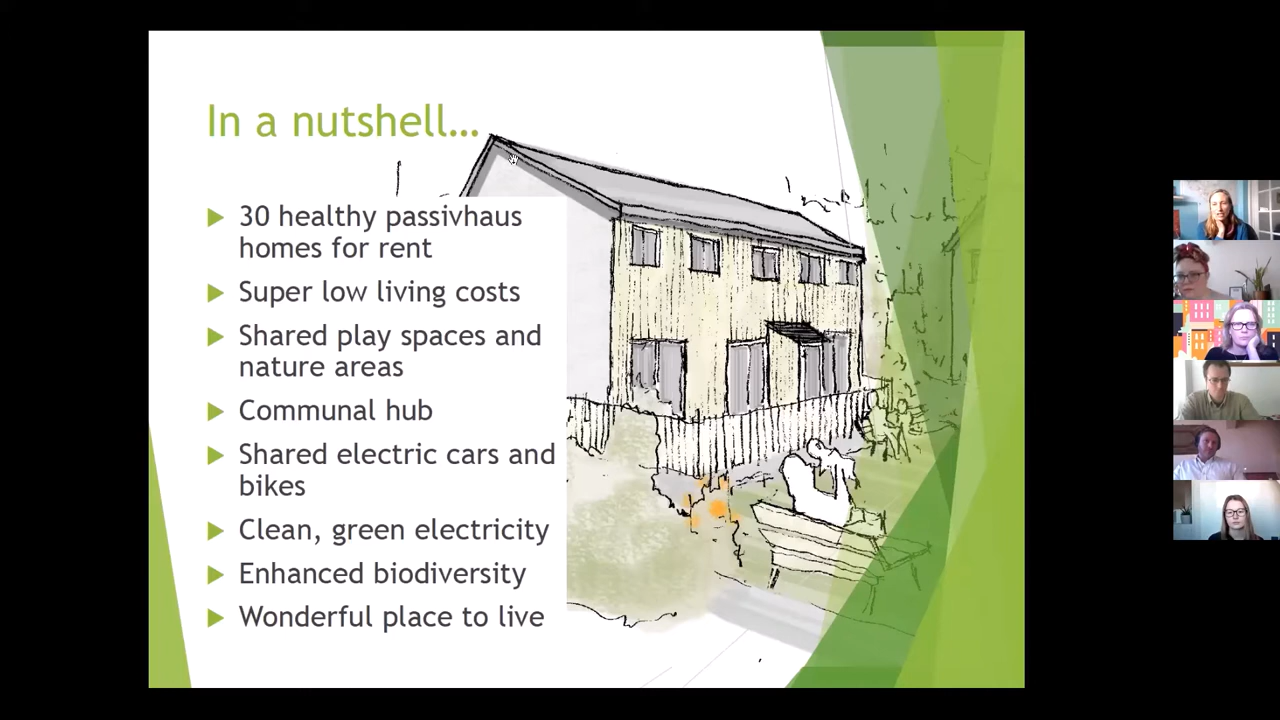 In a nutshell...
30 healthy passivhaus
homes for rent
Super low living costs
Shared play spaces and
nature areas
Communal hub
Shared electric cars and
bikes
Clean, green electricity
Enhanced biodiversity
Wonderful place to live